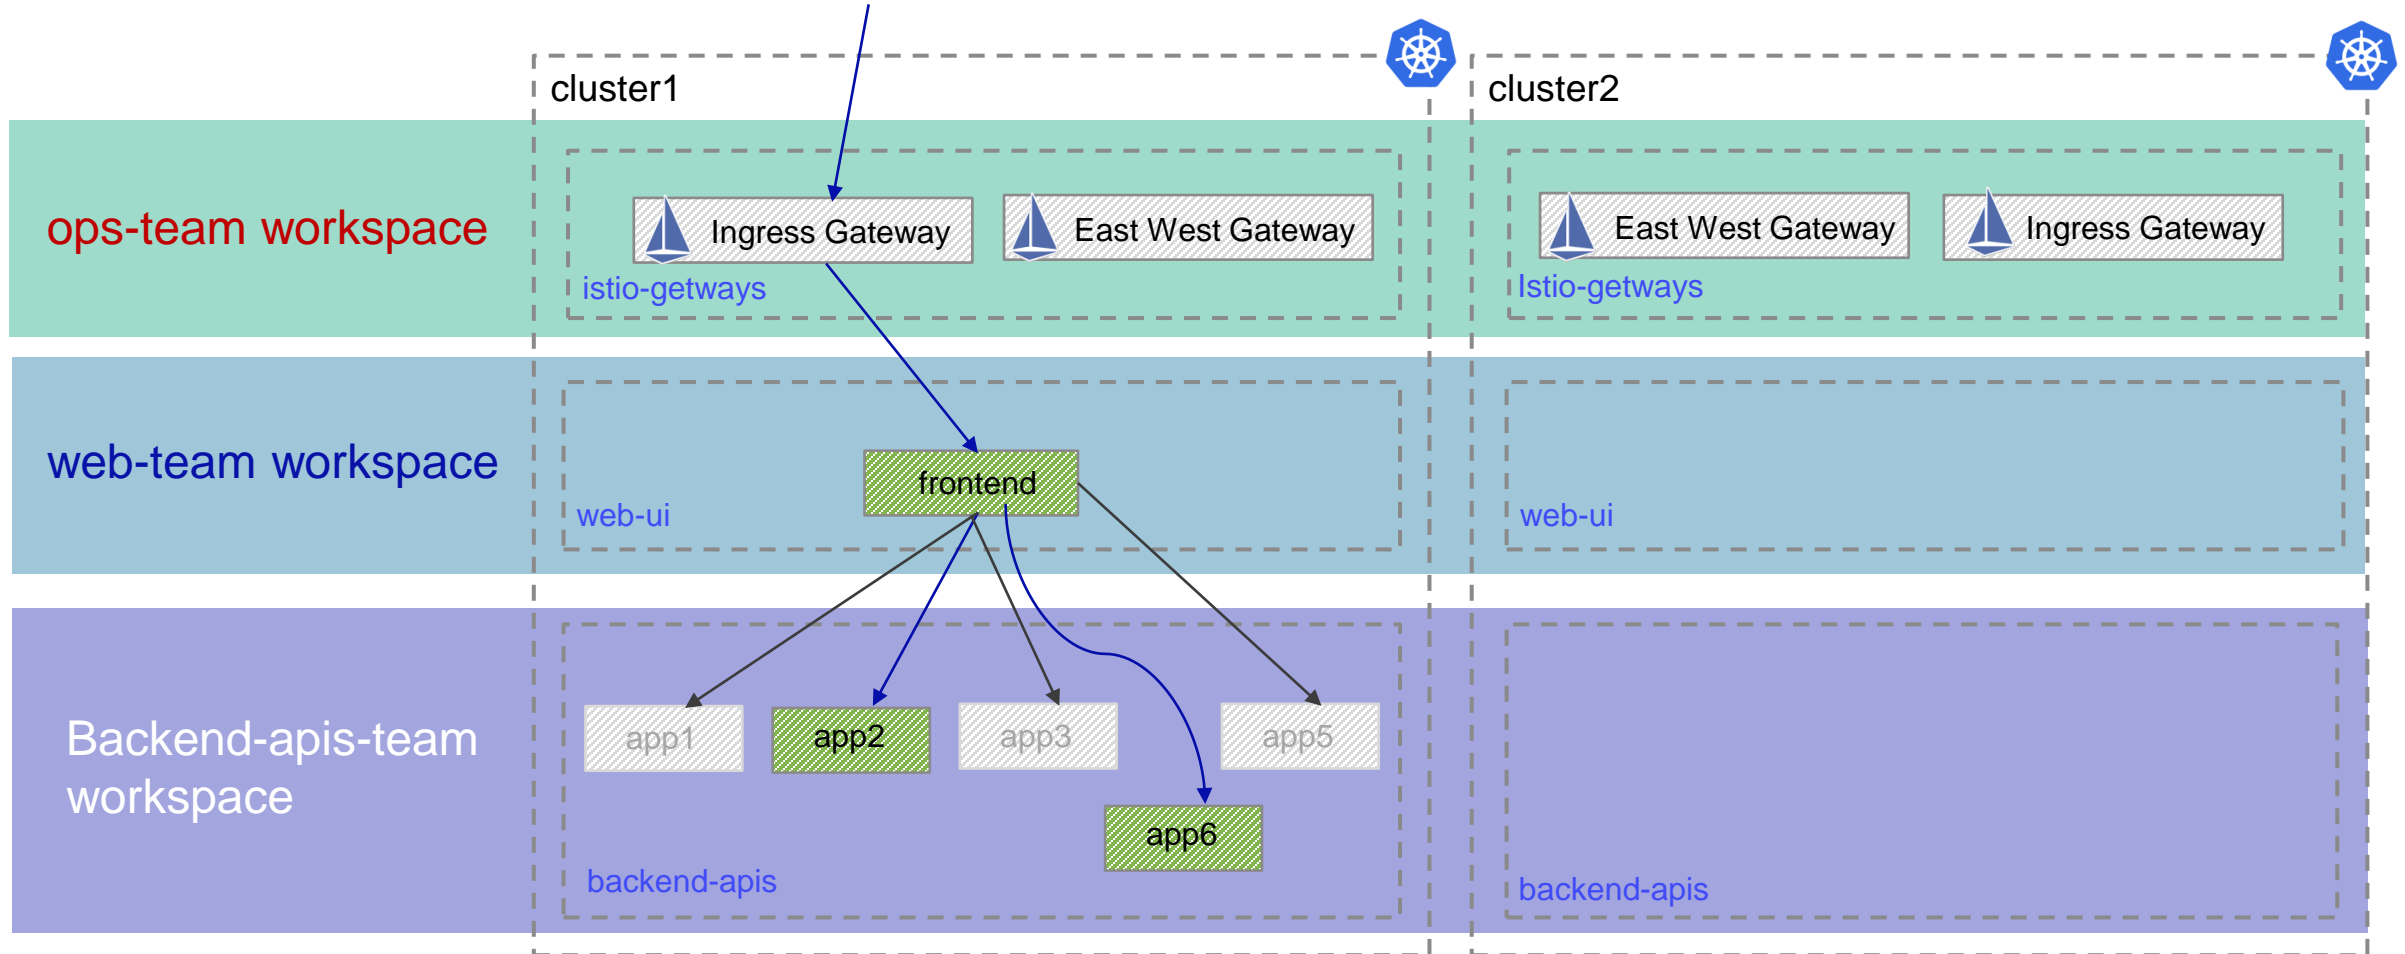 cluster1
cluster2
ops-team workspace
Ingress Gateway
East West Gateway
East West Gateway
Ingress Gateway
istio-getways
Istio-getways
web-team workspace
frontend
web-ui
web-ui
Backend-apis-team
workspace
app1
app2
app3
app5
app6
backend-apis
backend-apis